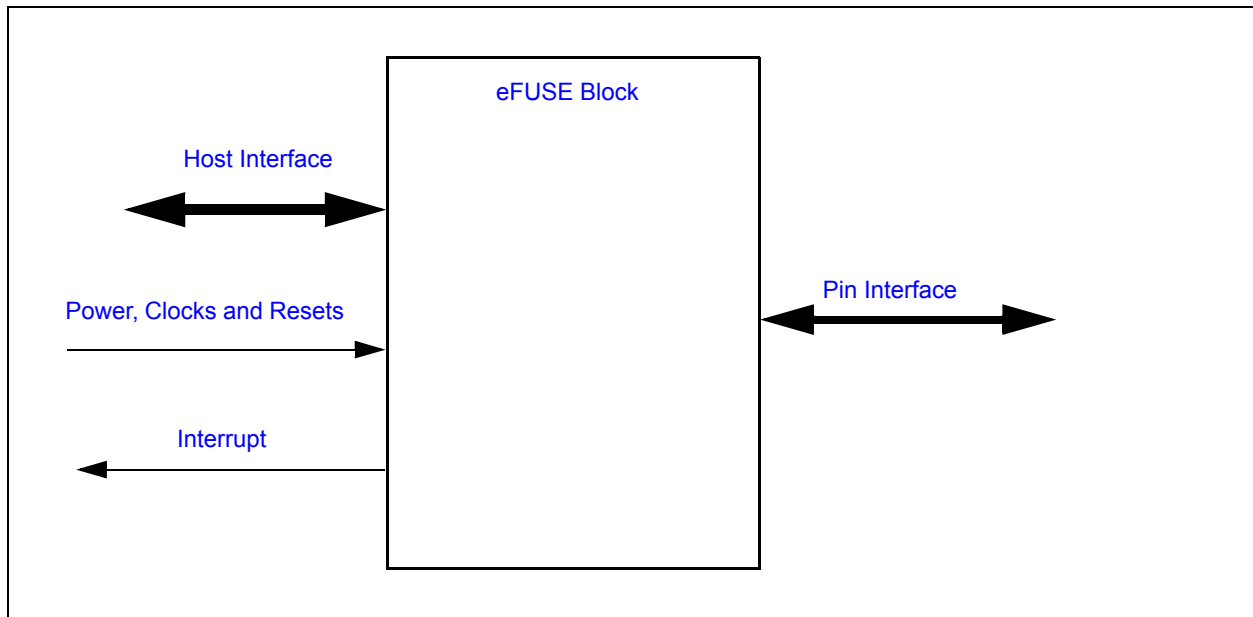 eFUSE Block
Host Interface
Pin Interface
Power, Clocks and Resets
Interrupt